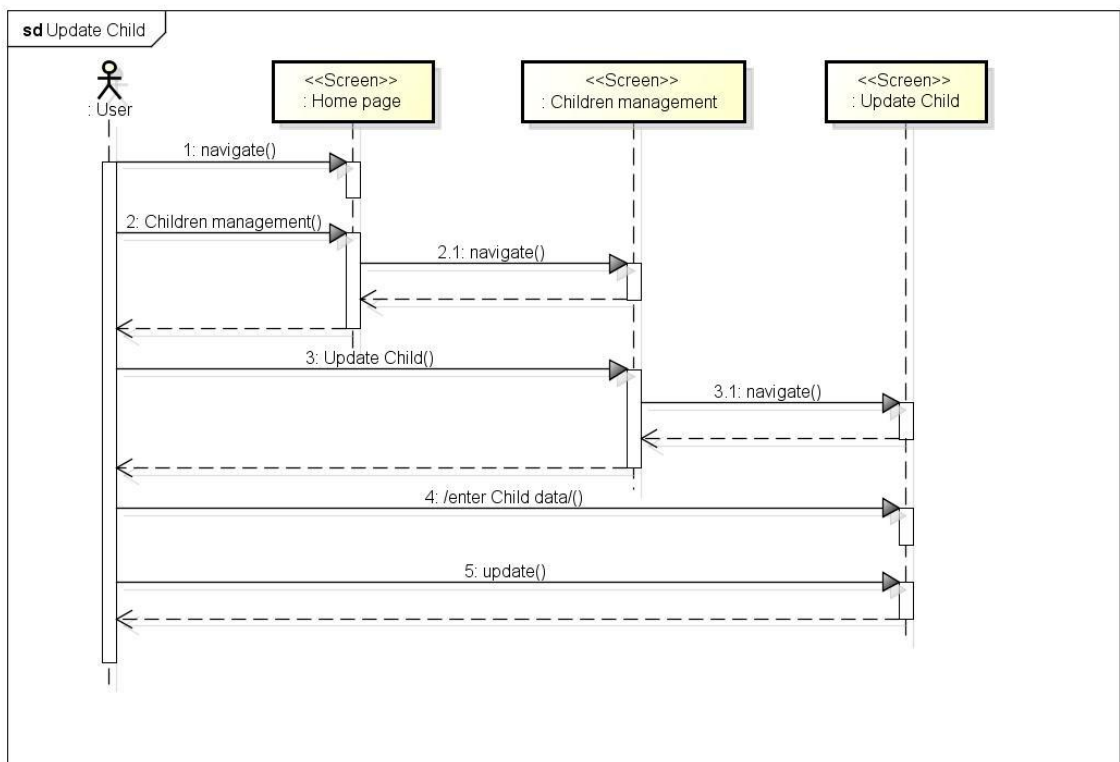 sd Update Child
: User
<<Screen>>
: Home page
<<Screen>>
: Children management
<<Screen>>
: Update Child
1: navigate()
2: Children management()
2.1: navigate()
3: Update Child()
3.1: navigate()
4: /enter Child data/()
5: update()